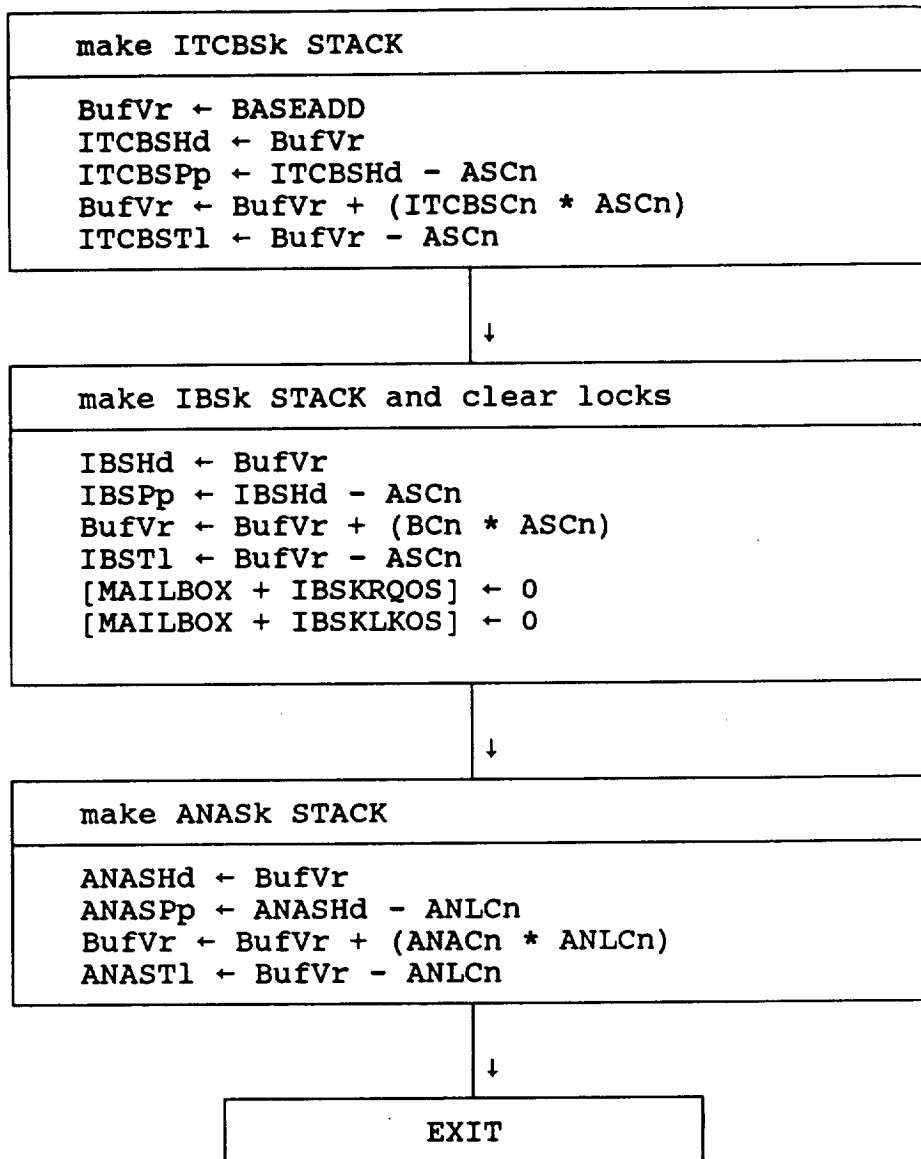 make ITCBSk STACK
BufVr ← BASEADD
ITCBSHd ← BufVr
ITCBSPp ← ITCBSHd - ASCn
BufVr ← BufVr + (ITCBSCn * ASCn)
ITCBSTl ← BufVr - ASCn
↓
make IBSk STACK and clear locks
IBSHd ← BufVr
IBSPp ← IBSHd - ASCn
BufVr ← BufVr + (BCn * ASCn)
IBSTl ← BufVr - ASCn
[MAILBOX + IBSKRQOS] ← 0
[MAILBOX + IBSKLKOS] ← 0
↓
make ANASk STACK
ANASHd ← BufVr
ANASPp ← ANASHd - ANLCn
BufVr ← BufVr + (ANACn * ANLCn)
ANASTl ← BufVr - ANLCn
↓
EXIT